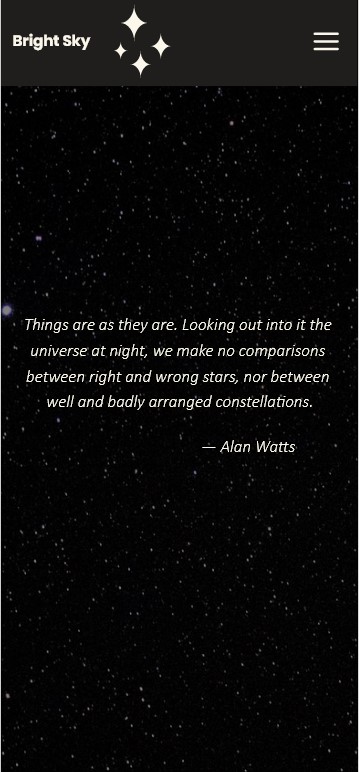 Bright Sky
Things are as they are. Looking out into it the
universe at night, we make no comparisons
between right and wrong stars, nor between
well and badly arranged constellations.
— Alan Watts